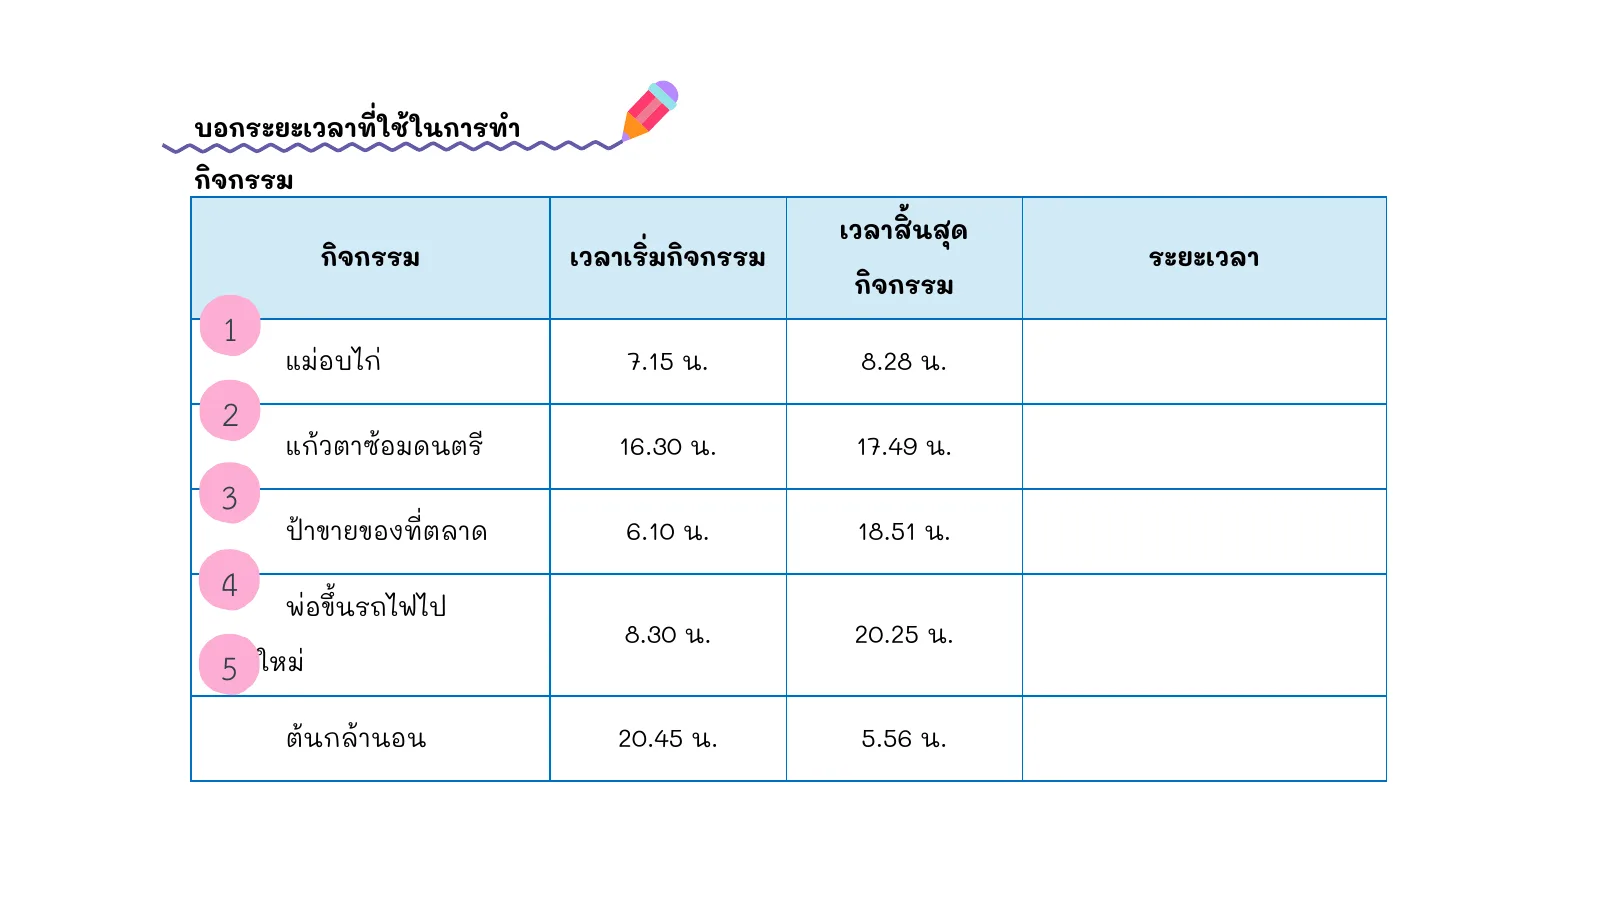 บอกระยะเวลาที่ใช้ในการทำ
กิจกรรม
กิจกรรม
เวลาเริ่มกิจกรรม
เวลาสิ้นสุด
กิจกรรม
ระยะเวลา
1
แม่อบไก่
7.15 น.
8.28 น.
2
แก้วตาซ้อมดนตรี
16.30 น.
17.49 น.
3
ป้าขายของที่ตลาด
6.10 น.
18.51 น.
4
พ่อขึ้นรถไฟไป
8.30 น.
20.25 น.
5
ใหม่
ต้นกล้านอน
20.45 น.
5.56 น.